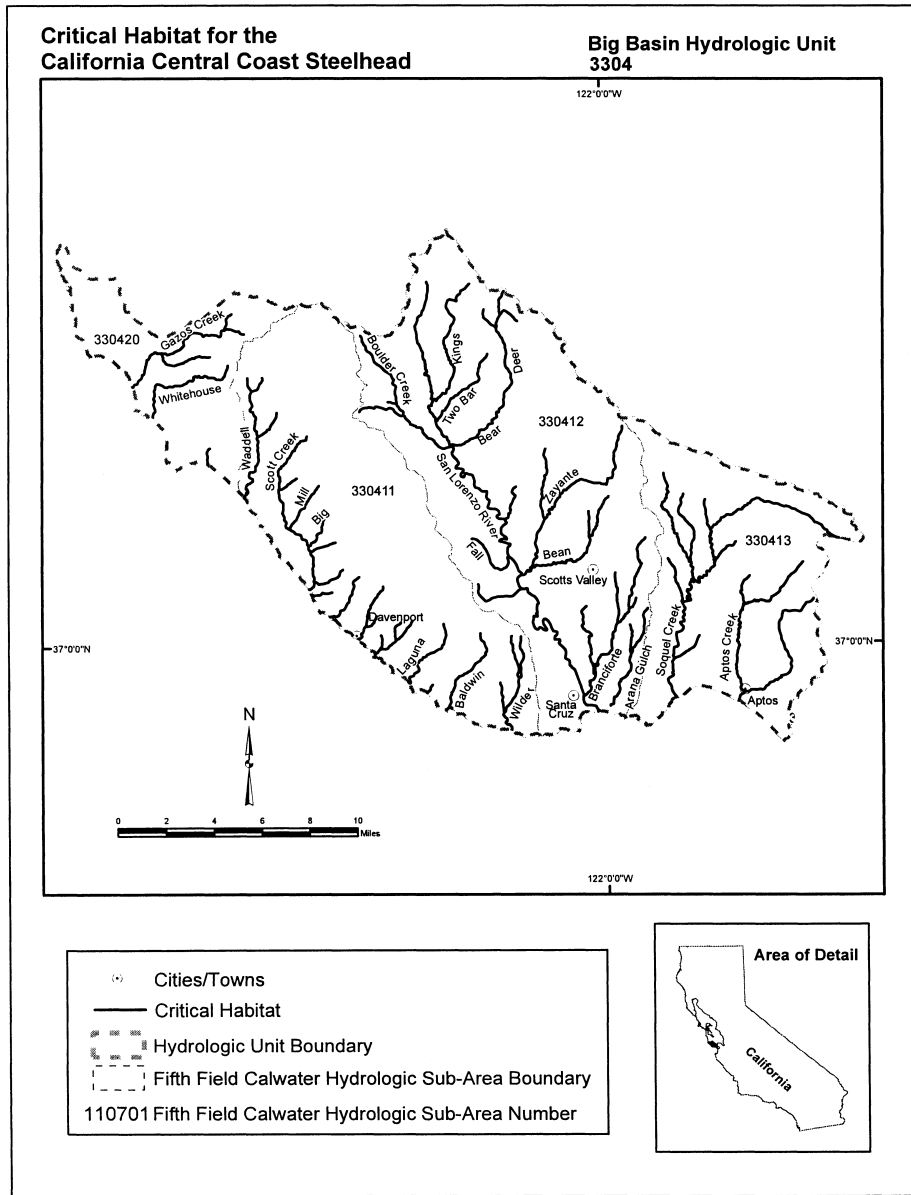 Critical Habitat for the
California Central Coast Steelhead
Big Basin Hydrologic Unit
3304
122°0'0"W
330420
Gazos Creek
Whitehouse
Boulder Creek
Kings
Deer
Two Bar
Bear
330412
Waddell
Scott Creek
Mill
Big
330411
San Lorenzo River
Zayante
Fall
Bean
Scotts Valley
330413
Davenport
Laguna
Baldwin
Wilder
Santa
Cruz
Branciforte
Arana Gulch
Soquel Creek
Aptos Creek
Aptos
37°0'0"N
37°0'0"N
N
0 2 4 6 8 10
Miles
122°0'0"W
Cities/Towns
Critical Habitat
Hydrologic Unit Boundary
Fifth Field Calwater Hydrologic Sub-Area Boundary
110701 Fifth Field Calwater Hydrologic Sub-Area Number
Area of Detail
California